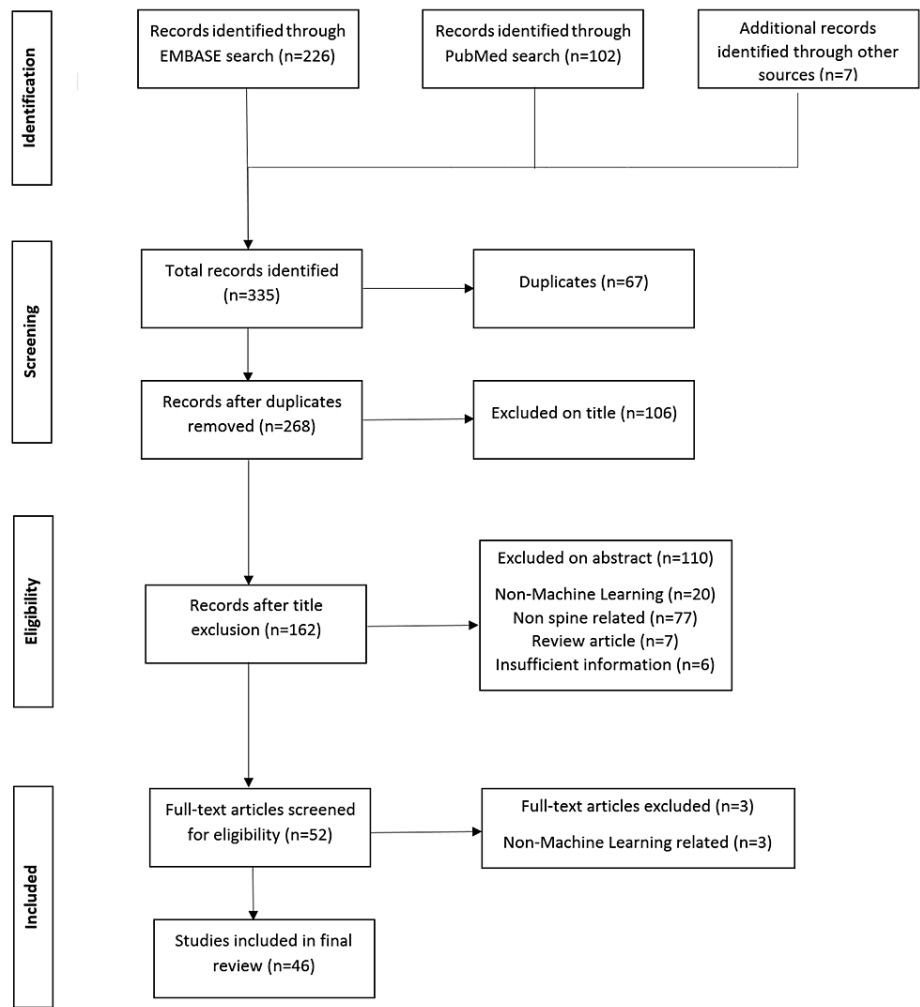 Identification
Records identified through
EMBASE search (n=226)
Records identified through
PubMed search (n=102)
Additional records
identified through other
sources (n=7)
Screening
Total records identified
(n=335)
Duplicates (n=67)
Records after duplicates
removed (n=268)
Excluded on title (n=106)
Eligibility
Records after title
exclusion (n=162)
Excluded on abstract (n=110)
Non-Machine Learning (n=20)
Non spine related (n=77)
Review article (n=7)
Insufficient information (n=6)
Included
Full-text articles screened
for eligibility (n=52)
Full-text articles excluded (n=3)
Non-Machine Learning related (n=3)
Studies included in final
review (n=46)